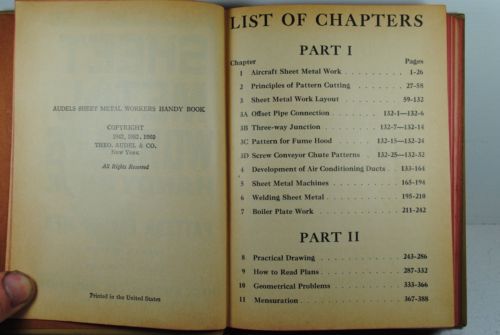 AUDELS SHEET METAL WORKERS HANDY BOOK
COPYRIGHT
1942, 1952, 1960
THEO. AUDEL & CO.
New York
All Rights Reserved
Printed in the United States
LIST OF CHAPTERS
PART I
Chapter Pages
1 Aircraft Sheet Metal Work . . . . . . . . . 1-26
2 Principles of Pattern Cutting . . . . . . . 27-58
3 Sheet Metal Work Layout . . . . . . . . 59-132
3A Offset Pipe Connection . . . . . . . 132-1—132-6
3B Three-way Junction . . . . . . . 132-7—132-14
3C Pattern for Fume Hood . . . . . . 132-15—132-24
3D Screw Conveyor Chute Patterns . . 132-25—132-32
4 Development of Air Conditioning Ducts . . 133-164
5 Sheet Metal Machines . . . . . . . . . 165-194
6 Welding Sheet Metal . . . . . . . . . 195-210
7 Boiler Plate Work . . . . . . . . . . 211-242
PART II
8 Practical Drawing . . . . . . . . . . 243-286
9 How to Read Plans . . . . . . . . . . 287-332
10 Geometrical Problems . . . . . . . . . 333-366
11 Mensuration . . . . . . . . . . . . 367-388